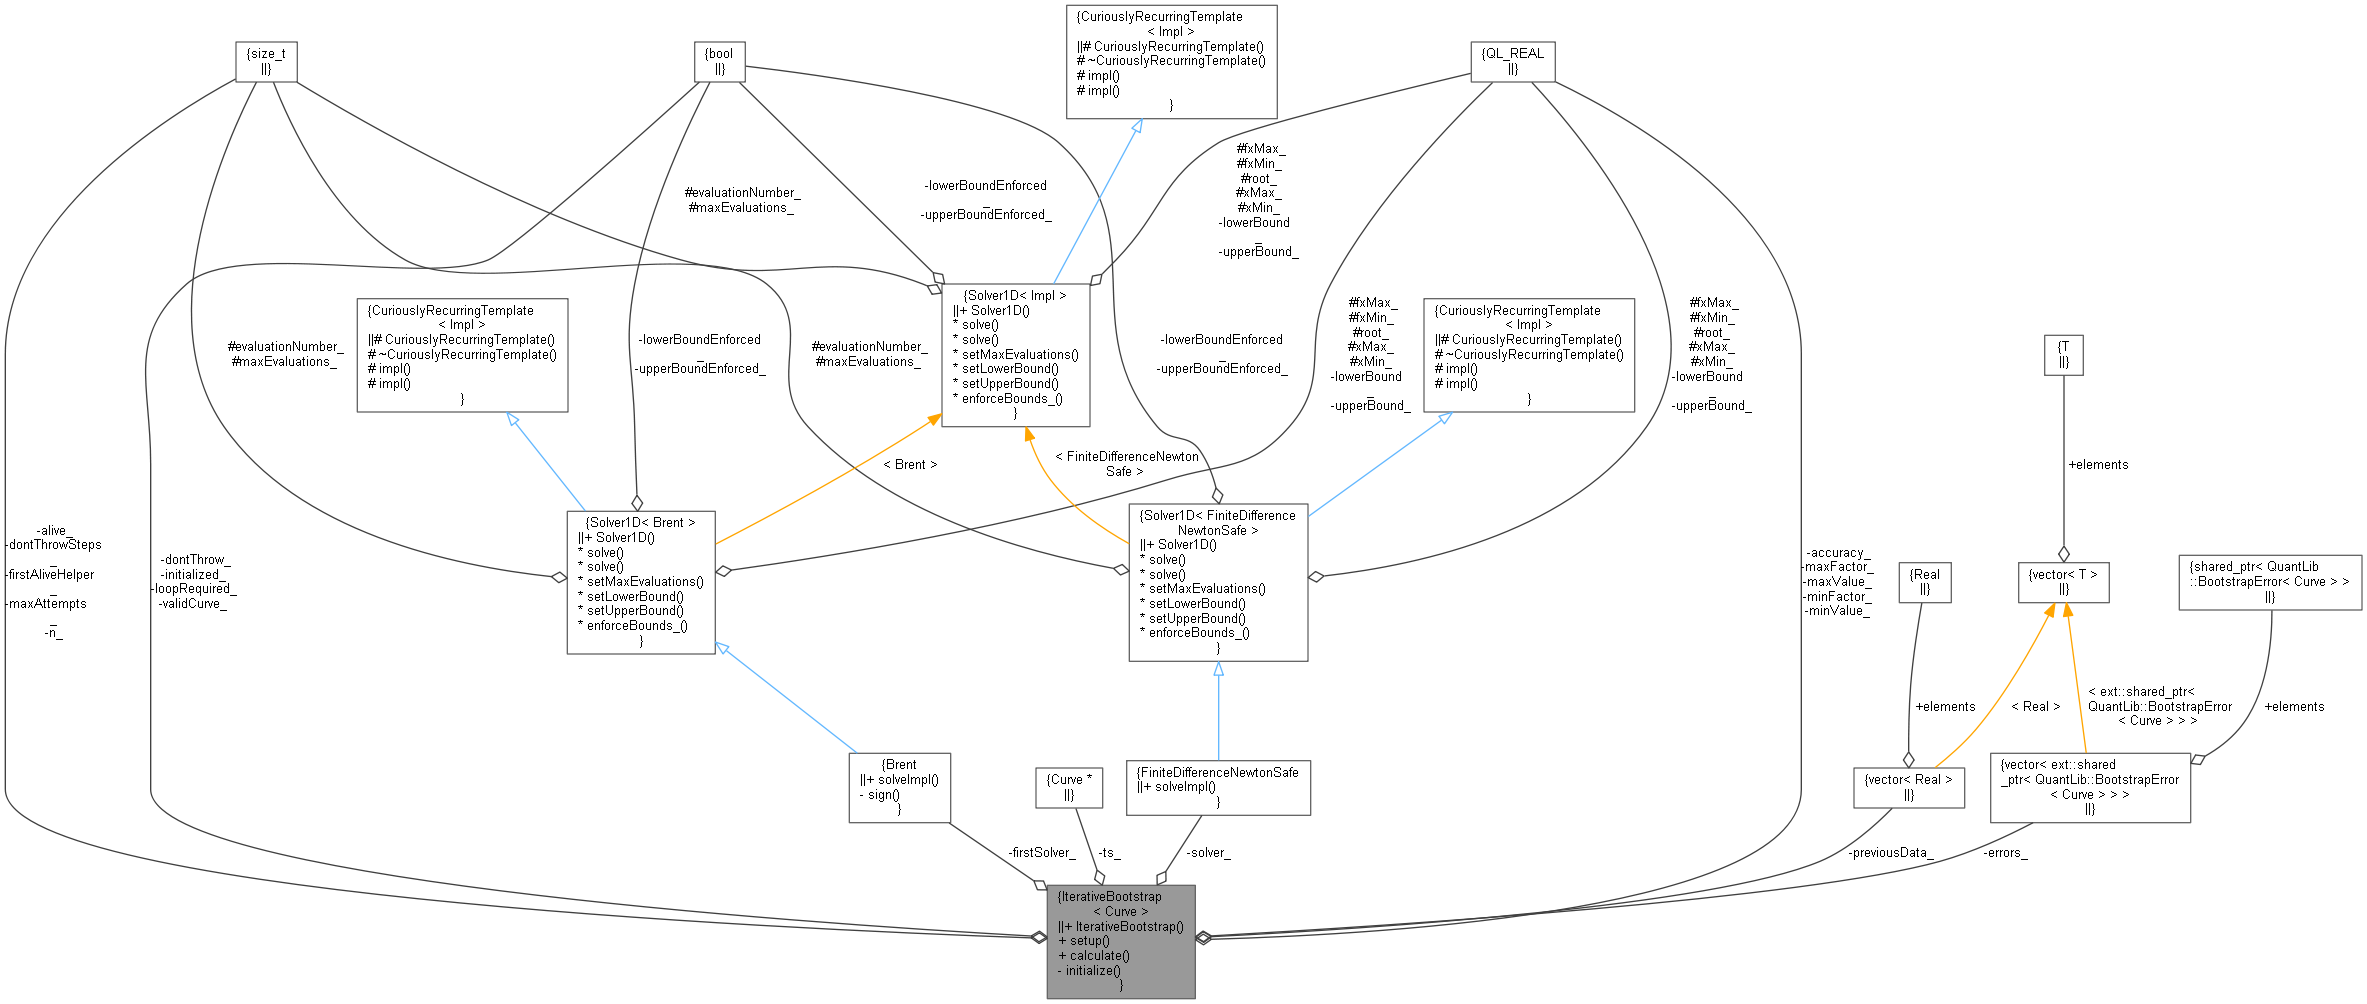 {CuriouslyRecurringTemplate
< Impl >
||# CuriouslyRecurringTemplate()
# ~CuriouslyRecurringTemplate()
# impl()
# impl()
}
{size_t
||}
{bool
||}
{QL_REAL
||}
#evaluationNumber_
#maxEvaluations_
-lowerBoundEnforced
_
-upperBoundEnforced_
#fxMax_
#fxMin_
#root_
#xMax_
#xMin_
-lowerBound
_
-upperBound_
{CuriouslyRecurringTemplate
< Impl >
||# CuriouslyRecurringTemplate()
# ~CuriouslyRecurringTemplate()
# impl()
# impl()
}
{Solver1D< Impl >
||+ Solver1D()
* solve()
* solve()
* setMaxEvaluations()
* setLowerBound()
* setUpperBound()
* enforceBounds_()
}
{CuriouslyRecurringTemplate
< Impl >
||# CuriouslyRecurringTemplate()
# ~CuriouslyRecurringTemplate()
# impl()
# impl()
}
#evaluationNumber_
#maxEvaluations_
-lowerBoundEnforced
_
-upperBoundEnforced_
#evaluationNumber_
#maxEvaluations_
-lowerBoundEnforced
_
-upperBoundEnforced_
#fxMax_
#fxMin_
#root_
#xMax_
#xMin_
-lowerBound
_
-upperBound_
#fxMax_
#fxMin_
#root_
#xMax_
#xMin_
-lowerBound
_
-upperBound_
{T
||}
< Brent >
< FiniteDifferenceNewton
Safe >
+elements
-alive_
-dontThrowSteps
_
-firstAliveHelper
_
-maxAttempts
_
-n_
-dontThrow_
-initialized_
-loopRequired_
-validCurve_
{Solver1D< Brent >
||+ Solver1D()
* solve()
* solve()
* setMaxEvaluations()
* setLowerBound()
* setUpperBound()
* enforceBounds_()
}
{Solver1D< FiniteDifference
NewtonSafe >
||+ Solver1D()
* solve()
* solve()
* setMaxEvaluations()
* setLowerBound()
* setUpperBound()
* enforceBounds_()
}
-accuracy_
-maxFactor_
-maxValue_
-minFactor_
-minValue_
{Real
||}
{vector< T >
||}
{shared_ptr< QuantLib
::BootstrapError< Curve > >
||}
+elements
< Real >
< ext::shared_ptr<
QuantLib::BootstrapError
< Curve > > >
+elements
{Brent
||+ solveImpl()
- sign()
}
{Curve *
||}
{FiniteDifferenceNewtonSafe
||+ solveImpl()
}
{vector< Real >
||}
{vector< ext::shared
_ptr< QuantLib::BootstrapError
< Curve > > >
||}
-firstSolver_
-ts_
-solver_
-previousData_
-errors_
{IterativeBootstrap
< Curve >
||+ IterativeBootstrap()
+ setup()
+ calculate()
- initialize()
}